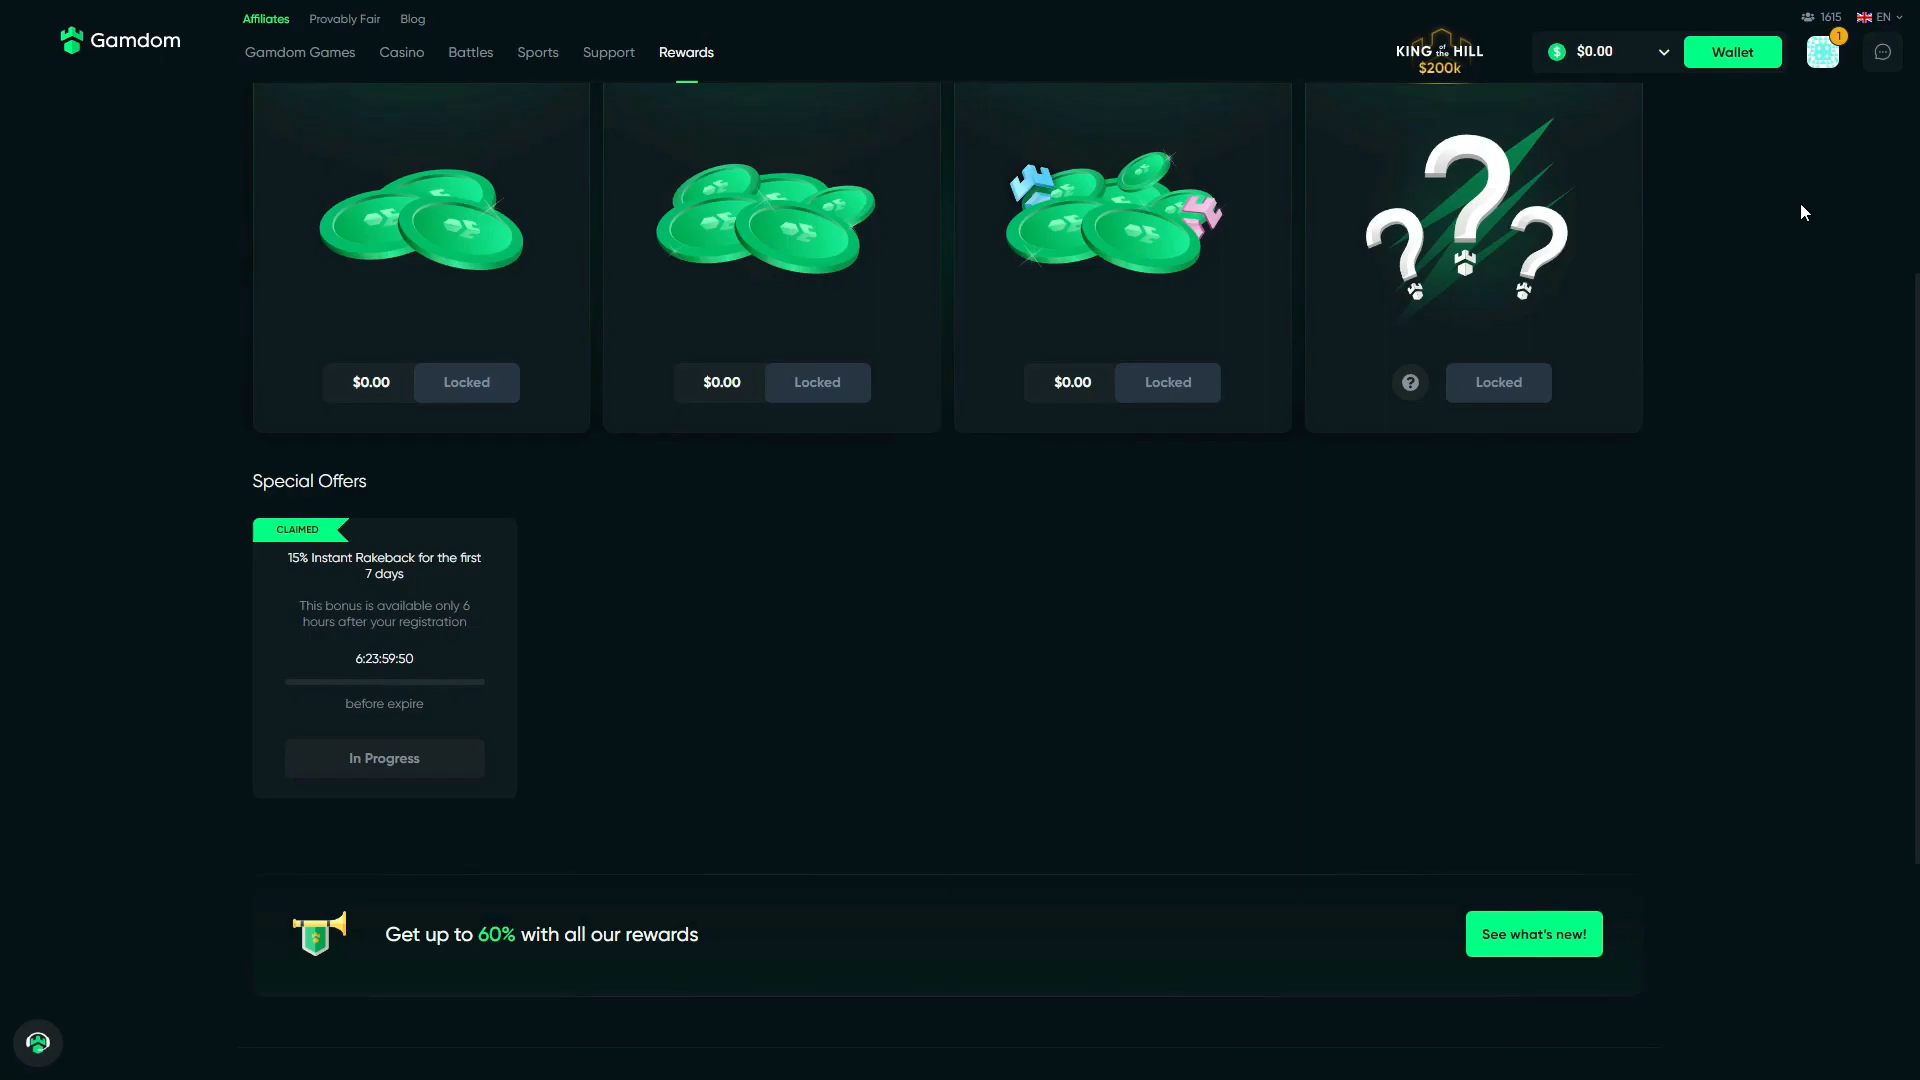 Affiliates Provably Fair Blog
1615 EN
Gamdom
Gamdom Games Casino Battles Sports Support Rewards
KING of the HILL
$200k
$0.00
Wallet
1
$0.00 Locked
$0.00 Locked
$0.00 Locked
? Locked
Special Offers
CLAIMED
15% Instant Rakeback for the first
7 days
This bonus is available only 6
hours after your registration
6:23:59:50
before expire
In Progress
Get up to 60% with all our rewards
See what's new!